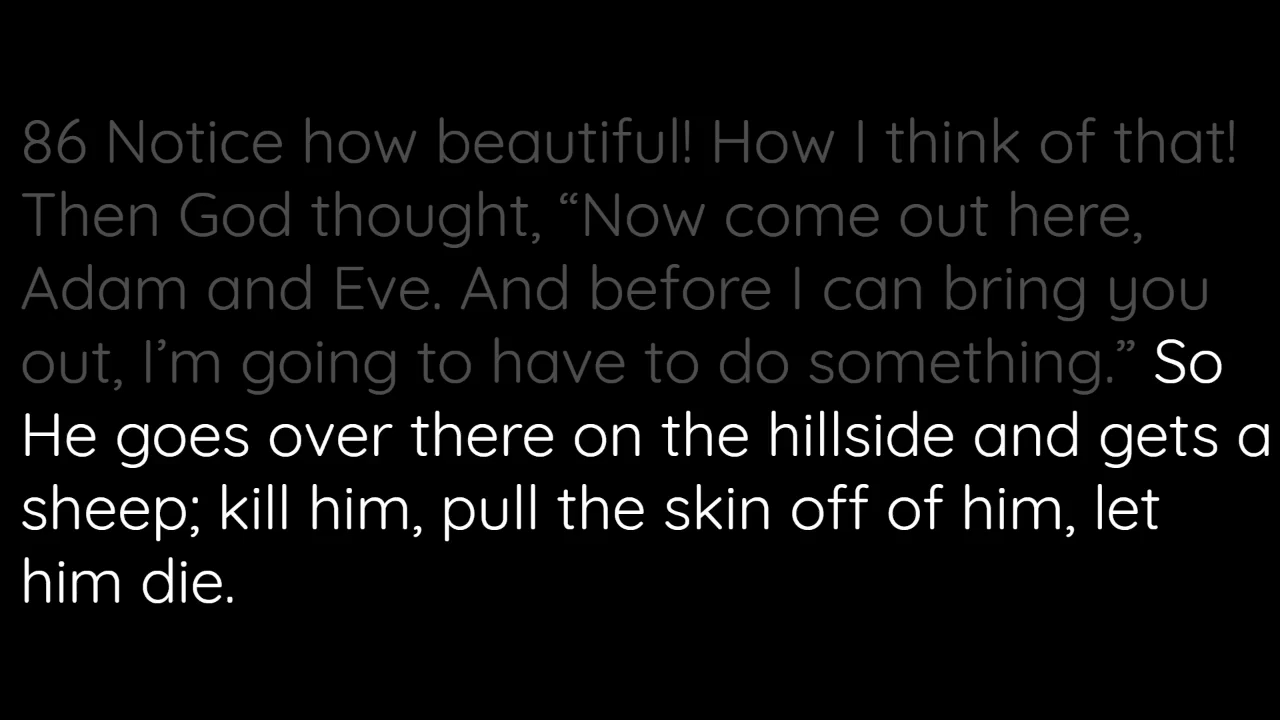 86 Notice how beautiful! How I think of that!
Then God thought, “Now come out here,
Adam and Eve. And before I can bring you
out, I’m going to have to do something.” So
He goes over there on the hillside and gets a
sheep; kill him, pull the skin off of him, let
him die.